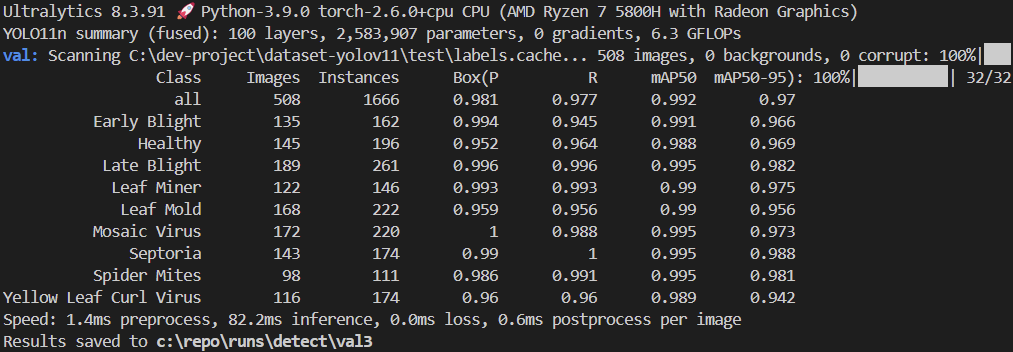 Ultralytics 8.3.91 🚀 Python-3.9.0 torch-2.6.0+cpu CPU (AMD Ryzen 7 5800H with Radeon Graphics)
YOLO11n summary (fused): 100 layers, 2,583,907 parameters, 0 gradients, 6.3 GFLOPs
val: Scanning C:\dev-project\dataset-yolov11\test\labels.cache... 508 images, 0 backgrounds, 0 corrupt: 100%|
Class Images Instances Box(P R mAP50 mAP50-95): 100%| | 32/32
all 508 1666 0.981 0.977 0.992 0.97
Early Blight 135 162 0.994 0.945 0.991 0.966
Healthy 145 196 0.952 0.964 0.988 0.969
Late Blight 189 261 0.996 0.996 0.995 0.982
Leaf Miner 122 146 0.993 0.993 0.99 0.975
Leaf Mold 168 222 0.959 0.956 0.99 0.956
Mosaic Virus 172 220 1 0.988 0.995 0.973
Septoria 143 174 0.99 1 0.995 0.988
Spider Mites 98 111 0.986 0.991 0.995 0.981
Yellow Leaf Curl Virus 116 174 0.96 0.96 0.989 0.942
Speed: 1.4ms preprocess, 82.2ms inference, 0.0ms loss, 0.6ms postprocess per image
Results saved to c:\repo\runs\detect\val3